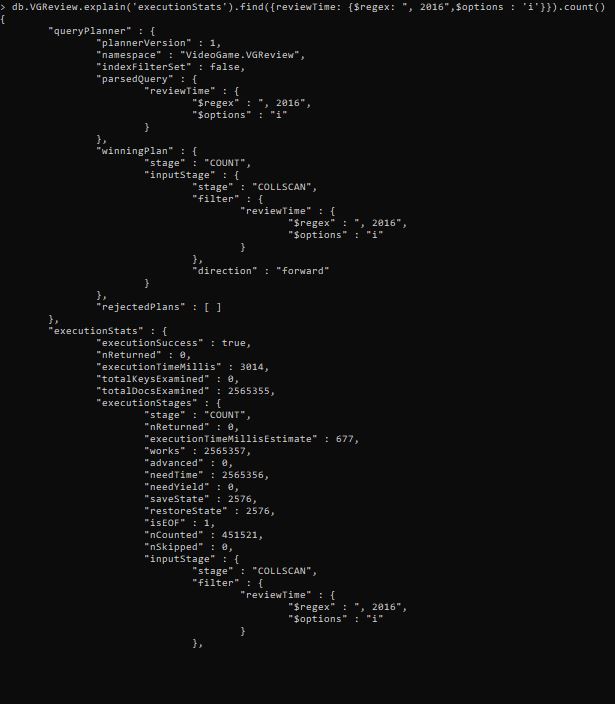 > db.VGReview.explain('executionStats').find({reviewTime: {$regex: ", 2016",$options : 'i'}}).count()
{
        "queryPlanner" : {
                "plannerVersion" : 1,
                "namespace" : "VideoGame.VGReview",
                "indexFilterSet" : false,
                "parsedQuery" : {
                        "reviewTime" : {
                                "$regex" : ", 2016",
                                "$options" : "i"
                        }
                },
                "winningPlan" : {
                        "stage" : "COUNT",
                        "inputStage" : {
                                "stage" : "COLLSCAN",
                                "filter" : {
                                        "reviewTime" : {
                                                "$regex" : ", 2016",
                                                "$options" : "i"
                                        }
                                },
                                "direction" : "forward"
                        }
                },
                "rejectedPlans" : [ ]
        },
        "executionStats" : {
                "executionSuccess" : true,
                "nReturned" : 0,
                "executionTimeMillis" : 3014,
                "totalKeysExamined" : 0,
                "totalDocsExamined" : 2565355,
                "executionStages" : {
                        "stage" : "COUNT",
                        "nReturned" : 0,
                        "executionTimeMillisEstimate" : 677,
                        "works" : 2565357,
                        "advanced" : 0,
                        "needTime" : 2565356,
                        "needYield" : 0,
                        "saveState" : 2576,
                        "restoreState" : 2576,
                        "isEOF" : 1,
                        "nCounted" : 451521,
                        "nSkipped" : 0,
                        "inputStage" : {
                                "stage" : "COLLSCAN",
                                "filter" : {
                                        "reviewTime" : {
                                                "$regex" : ", 2016",
                                                "$options" : "i"
                                        }
                                },